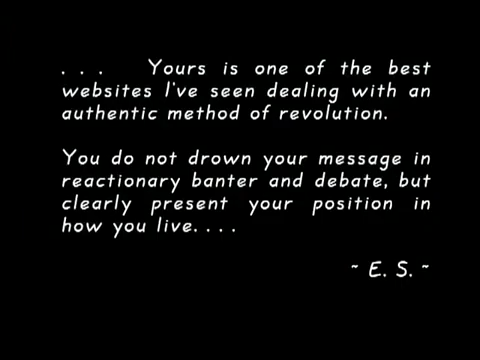 . . . Yours is one of the best
websites I've seen dealing with an
authentic method of revolution.
You do not drown your message in
reactionary banter and debate, but
clearly present your position in
how you live. . . .
~ E. S. ~